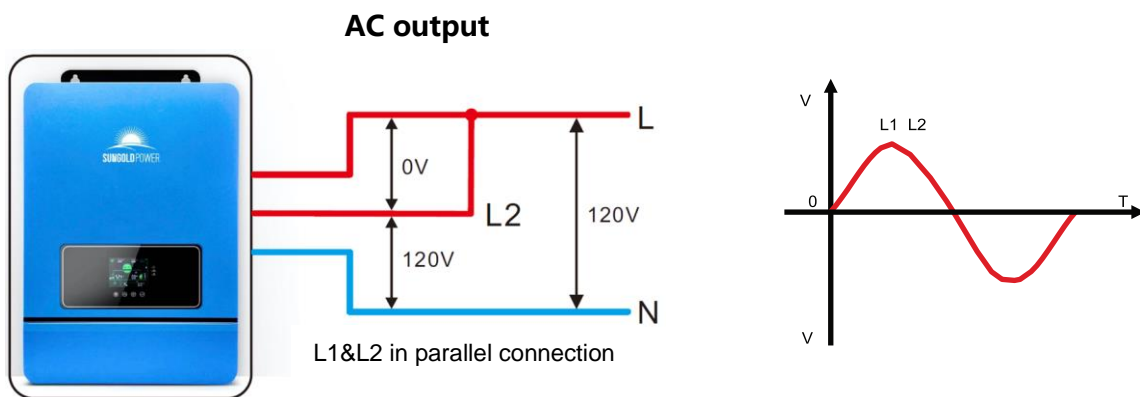 AC output
SUNGOLDPOWER
L
0V
L2
120V
120V
N
L1&L2 in parallel connection
V
L1 L2
0
T
V